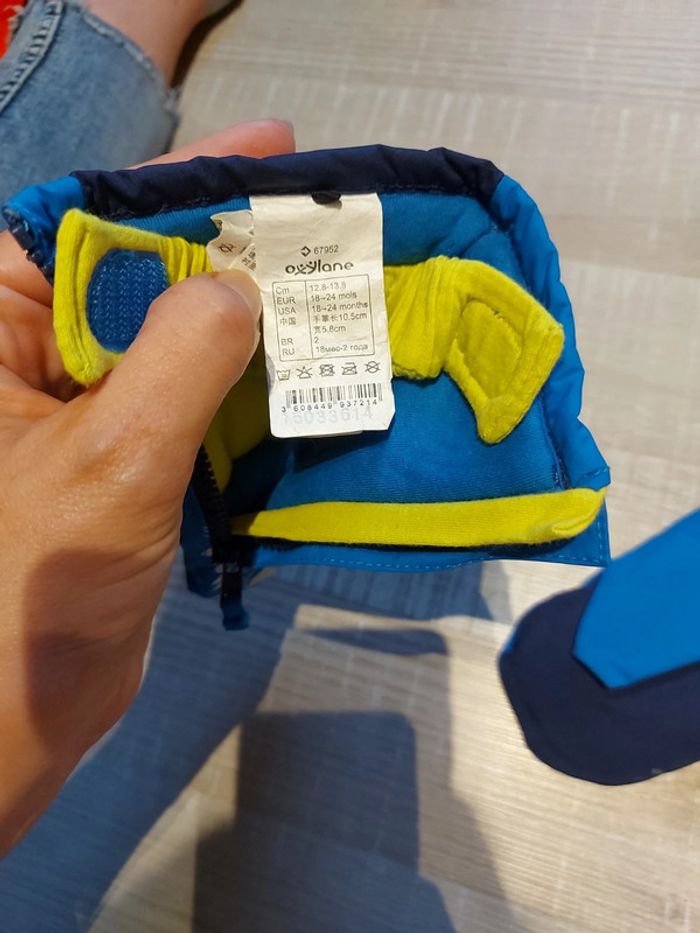 67952
oxylane
Cm 12.8-13.9
EUR 18→24 mois
USA 18→24 months
中国 手掌长10.5cm
宽5.8cm
BR 2
RU 18мес-2 года
3 608449 937214